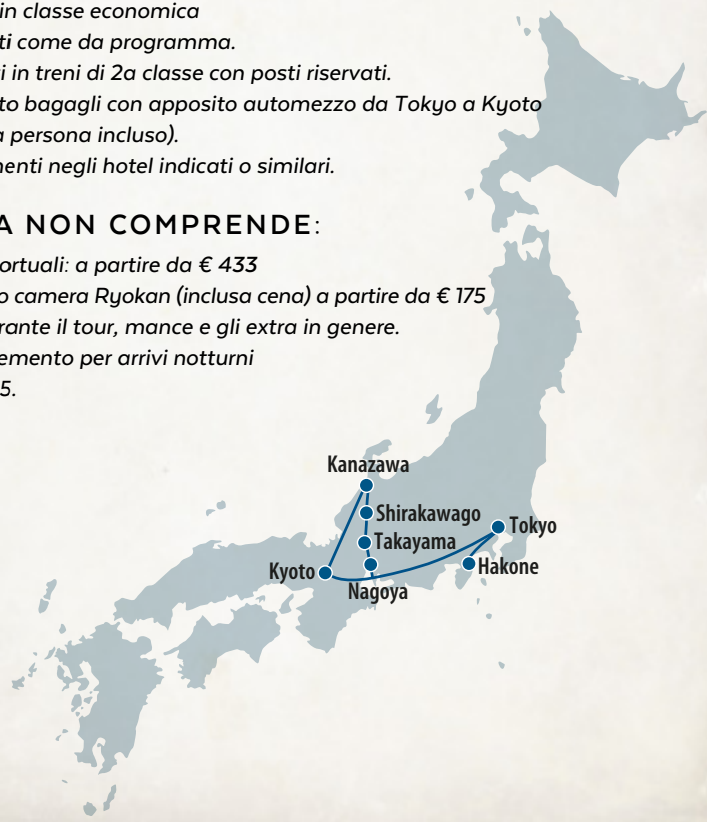 in classe economica
ti come da programma.
i in treni di 2a classe con posti riservati.
to bagagli con apposito automezzo da Tokyo a Kyoto
a persona incluso).
nenti negli hotel indicati o similari.
A NON COMPRENDE:
ortuali: a partire da € 433
o camera Ryokan (inclusa cena) a partire da € 175
rante il tour, mance e gli extra in genere.
emento per arrivi notturni
5.
Kanazawa
Shirakawago
Tokyo
Takayama
Kyoto
Hakone
Nagoya